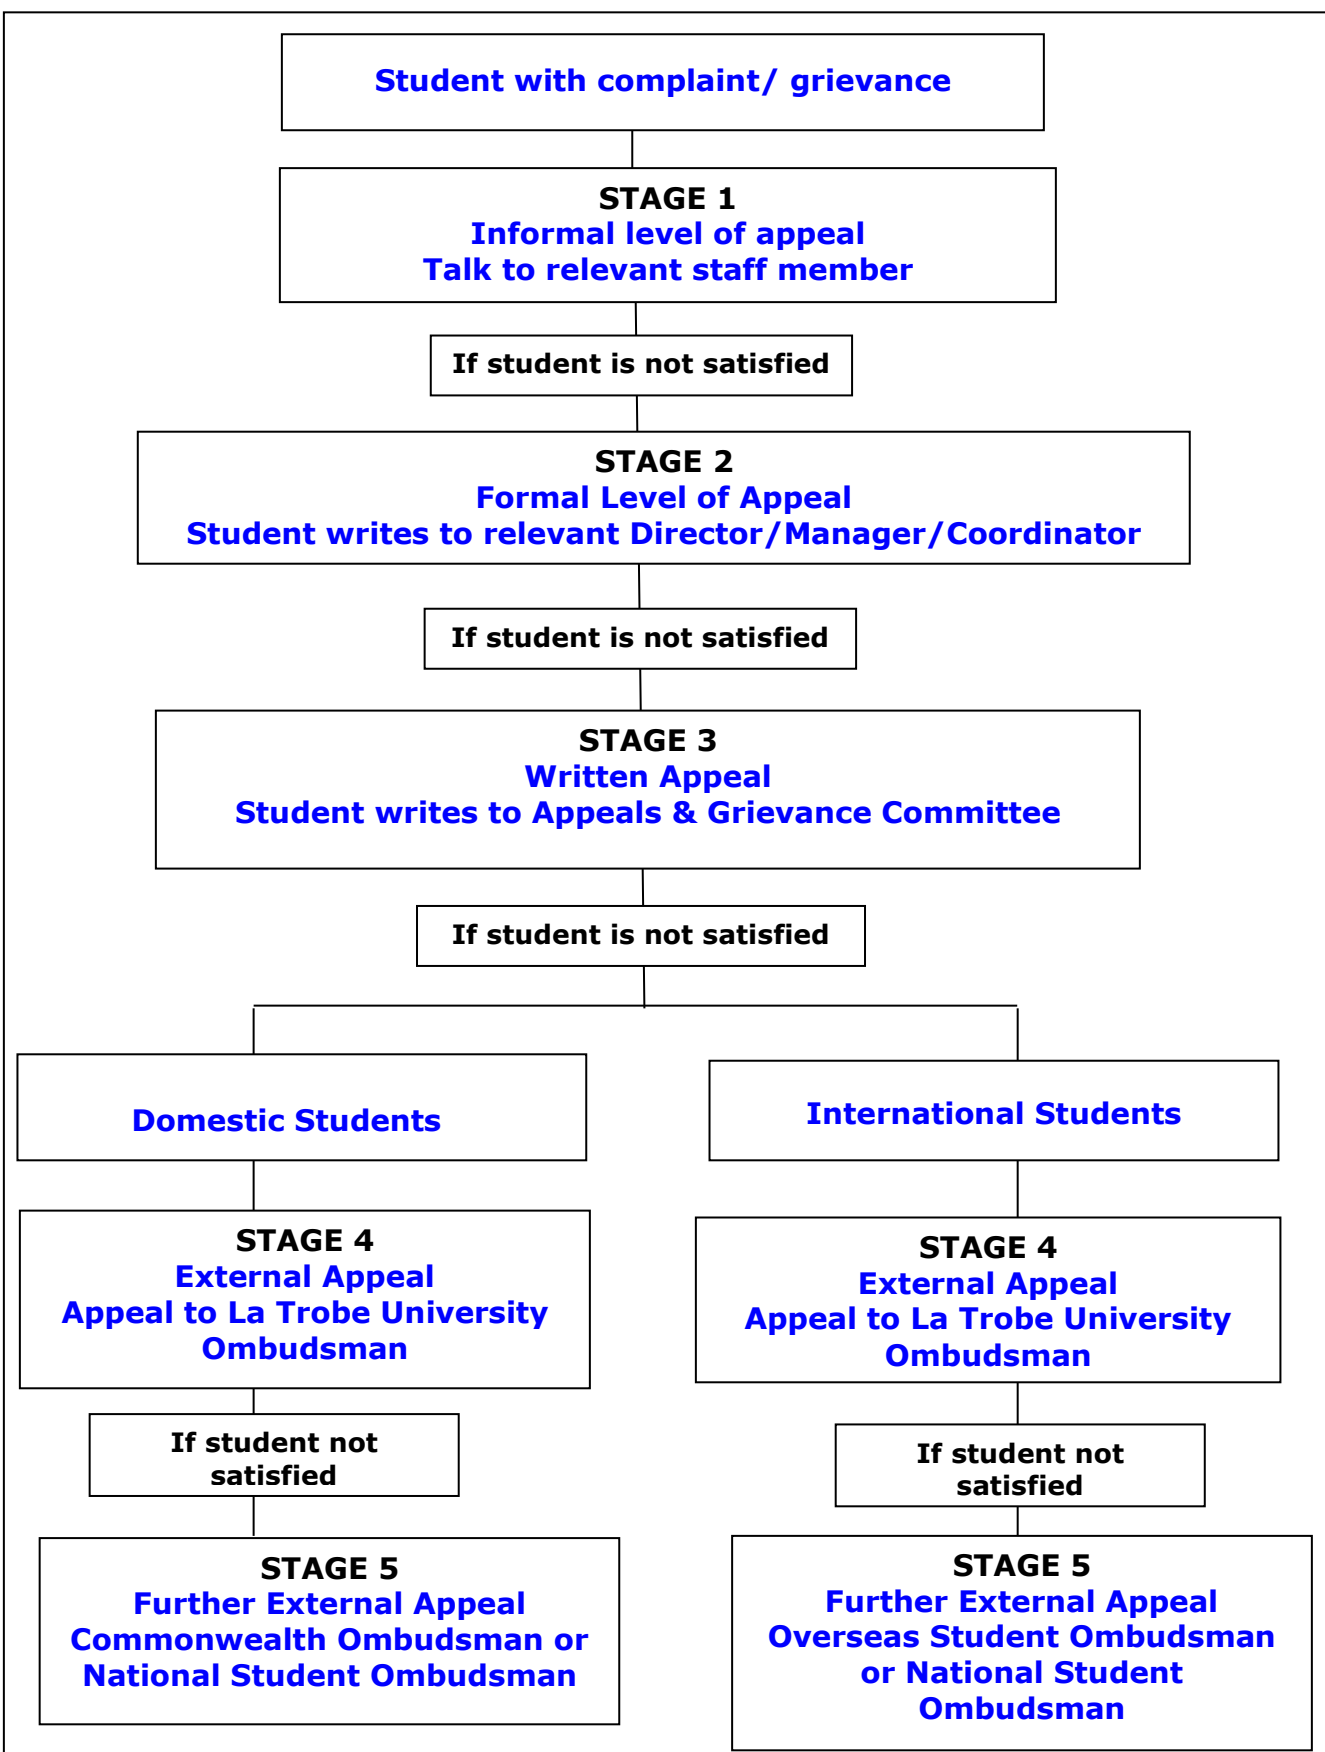 Student with complaint/ grievance
STAGE 1
Informal level of appeal
Talk to relevant staff member
If student is not satisfied
STAGE 2
Formal Level of Appeal
Student writes to relevant Director/Manager/Coordinator
If student is not satisfied
STAGE 3
Written Appeal
Student writes to Appeals & Grievance Committee
If student is not satisfied
Domestic Students
STAGE 4
External Appeal
Appeal to La Trobe University
Ombudsman
If student not
satisfied
STAGE 5
Further External Appeal
Commonwealth Ombudsman or
National Student Ombudsman
International Students
STAGE 4
External Appeal
Appeal to La Trobe University
Ombudsman
If student not
satisfied
STAGE 5
Further External Appeal
Overseas Student Ombudsman
or National Student
Ombudsman